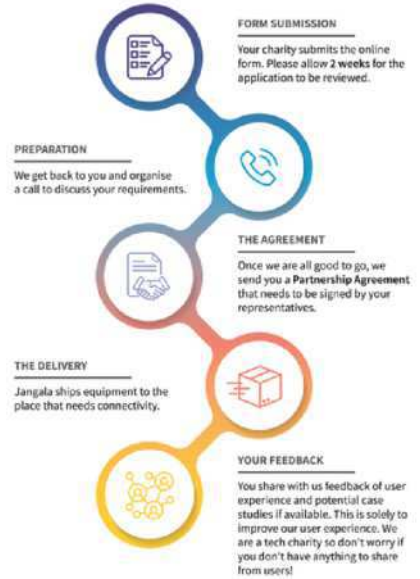 FORM SUBMISSION
Your charity submits the online
form. Please allow 2 weeks for the
application to be reviewed.
PREPARATION
We get back to you and organise
a call to discuss your requirements.
THE AGREEMENT
Once we are all good to go, we
send you a Partnership Agreement
that needs to be signed by your
representatives.
THE DELIVERY
Jangala ships equipment to the
place that needs connectivity.
YOUR FEEDBACK
You share with us feedback of user
experience and potential case
studies if available. This is solely to
improve our user experience. We
are a tech charity so don't worry if
you don't have anything to share
from users!